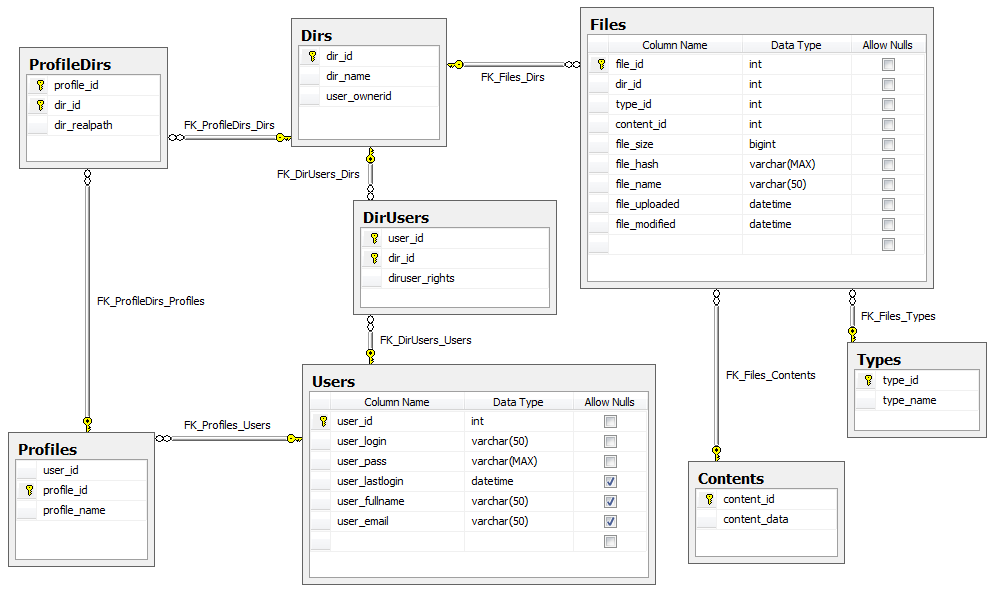 Dirs
dir_id
dir_name
user_ownerid
Files
Column Name Data Type Allow Nulls
file_id int
dir_id int
type_id int
content_id int
file_size bigint
file_hash varchar(MAX)
file_name varchar(50)
file_uploaded datetime
file_modified datetime
ProfileDirs
profile_id
dir_id
dir_realpath
FK_Files_Dirs
FK_ProfileDirs_Dirs
FK_DirUsers_Dirs
DirUsers
user_id
dir_id
diruser_rights
FK_ProfileDirs_Profiles
FK_DirUsers_Users
FK_Files_Types
FK_Files_Contents
Types
type_id
type_name
Users
Column Name Data Type Allow Nulls
user_id int
user_login varchar(50)
user_pass varchar(MAX)
user_lastlogin datetime
user_fullname varchar(50)
user_email varchar(50)
FK_Profiles_Users
Profiles
user_id
profile_id
profile_name
Contents
content_id
content_data